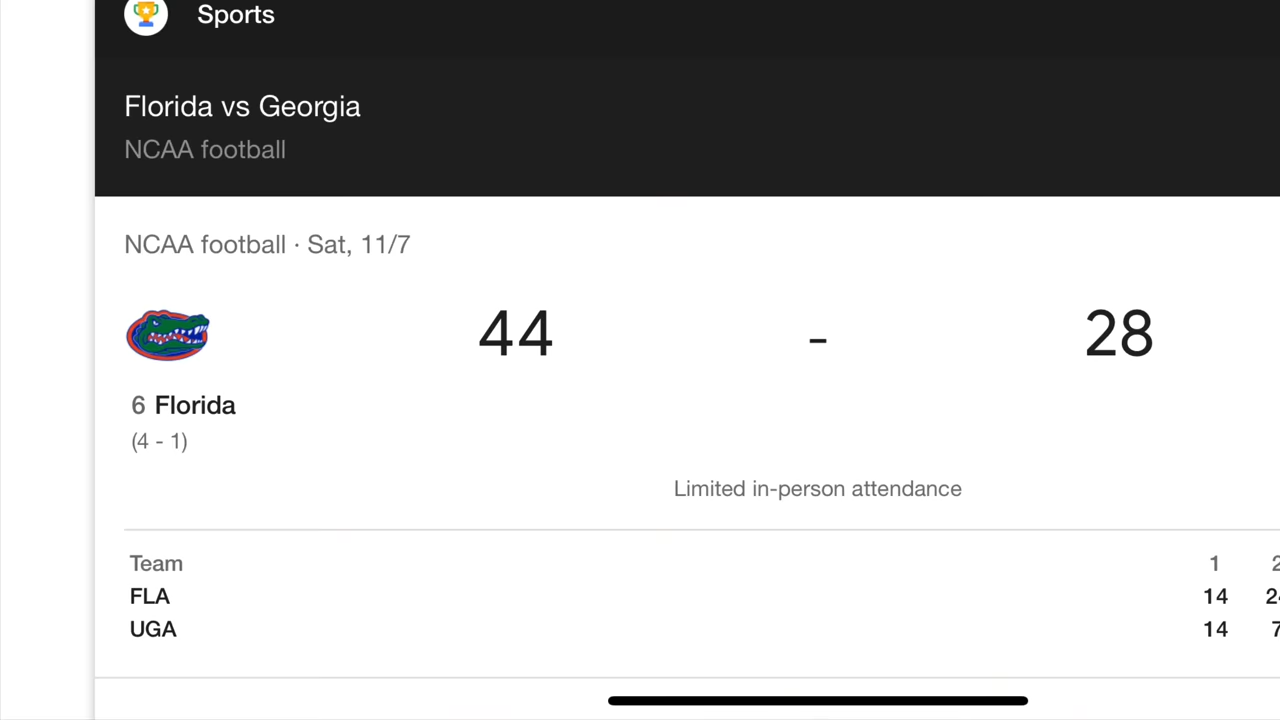 Sports
Florida vs Georgia
NCAA football
NCAA football · Sat, 11/7
44 - 28
6 Florida
(4 - 1)
Limited in-person attendance
Team 1
FLA 14
UGA 14 7